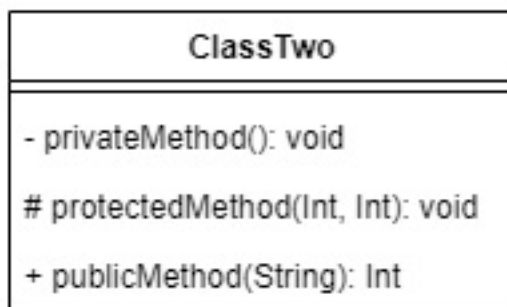 ClassTwo
- privateMethod(): void
# protectedMethod(Int, Int): void
+ publicMethod(String): Int